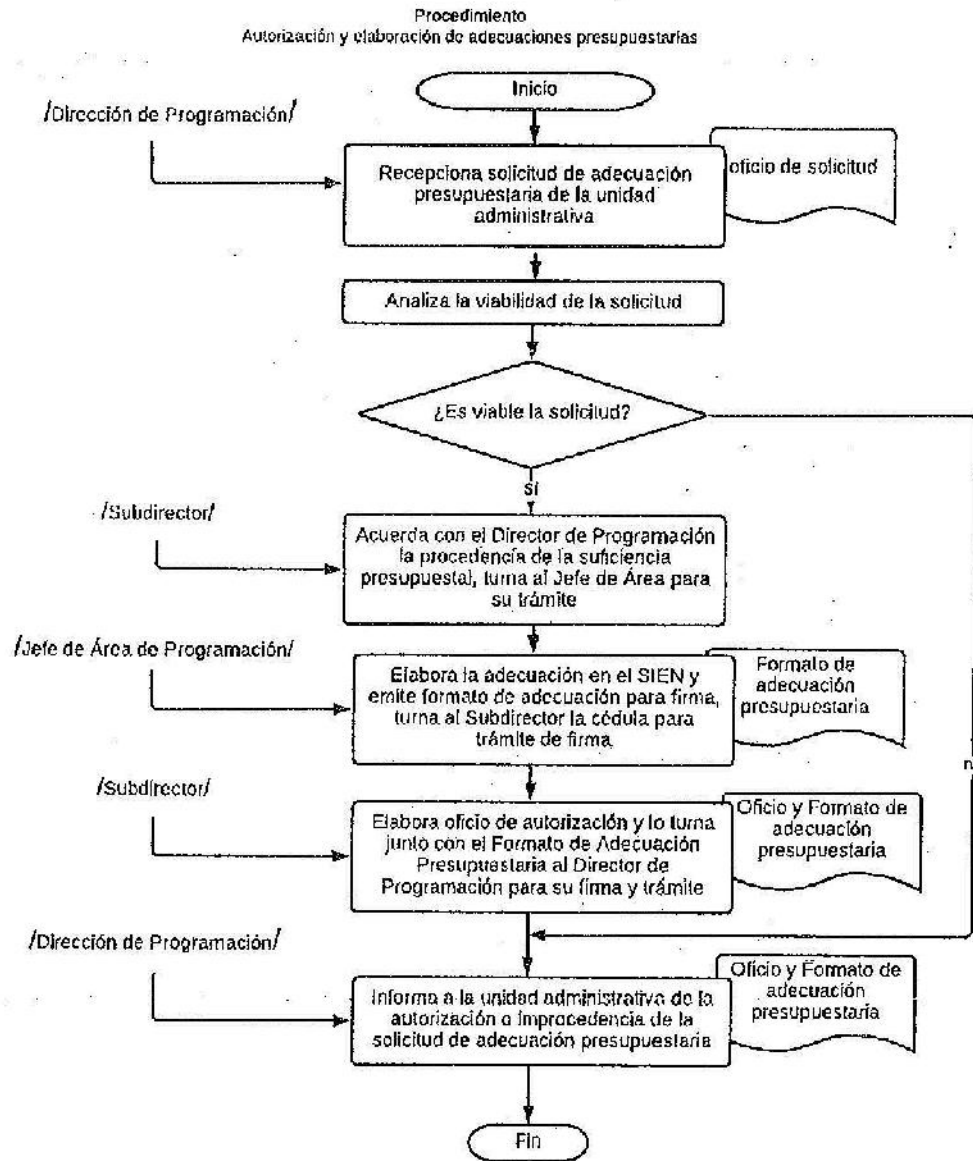 Procedimiento
Autorización y elaboración de adecuaciones presupuestarias
Inicio
/Dirección de Programación/
Recepciona solicitud de adecuación
presupuestaria de la unidad
administrativa
oficio de solicitud
Analiza la viabilidad de la solicitud
¿Es viable la solicitud?
sí
/Subdirector/
Acuerda con el Director de Programación
la procedencia de la suficiencia
presupuestal, turna al Jefe de Área para
su trámite
/Jefe de Área de Programación/
Elabora la adecuación en el SIEN y
emite formato de adecuación para firma,
turna al Subdirector la cédula para
trámite de firma.
Formato de
adecuación
presupuestaria
n
/Subdirector/
Elabora oficio de autorización y lo turna
junto con el Formato de Adecuación
Presupuestaria al Director de
Programación para su firma y trámite
Oficio y Formato de
adecuación
presupuestaria
/Dirección de Programación/
Informa a la unidad administrativa de la
autorización o improcedencia de la
solicitud de adecuación presupuestaria
Oficio y Formato de
adecuación
presupuestaria
Fin